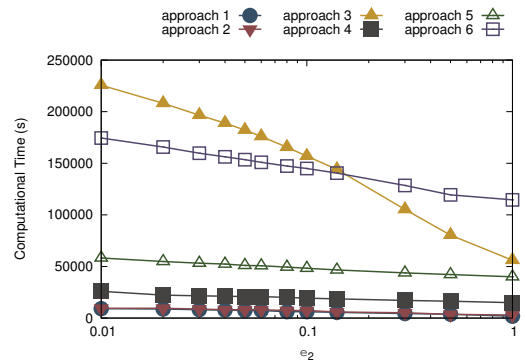 approach 1 approach 3 approach 5
approach 2 approach 4 approach 6
250000
200000
150000
100000
50000
0
Computational Time (s)
0.01 0.1 1
e2